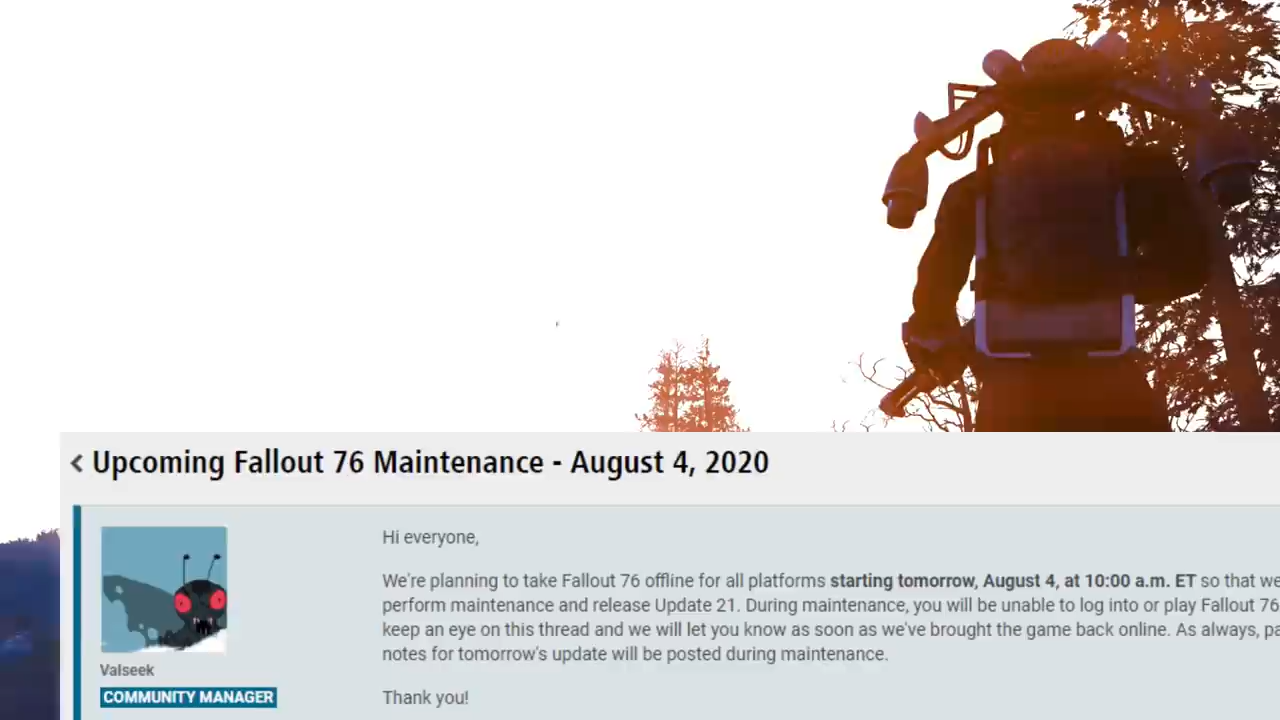 < Upcoming Fallout 76 Maintenance - August 4, 2020
Hi everyone,
We're planning to take Fallout 76 offline for all platforms starting tomorrow, August 4, at 10:00 a.m. ET so that we
perform maintenance and release Update 21. During maintenance, you will be unable to log into or play Fallout 76
keep an eye on this thread and we will let you know as soon as we've brought the game back online. As always, pa
notes for tomorrow's update will be posted during maintenance.
Thank you!
Valseek
COMMUNITY MANAGER